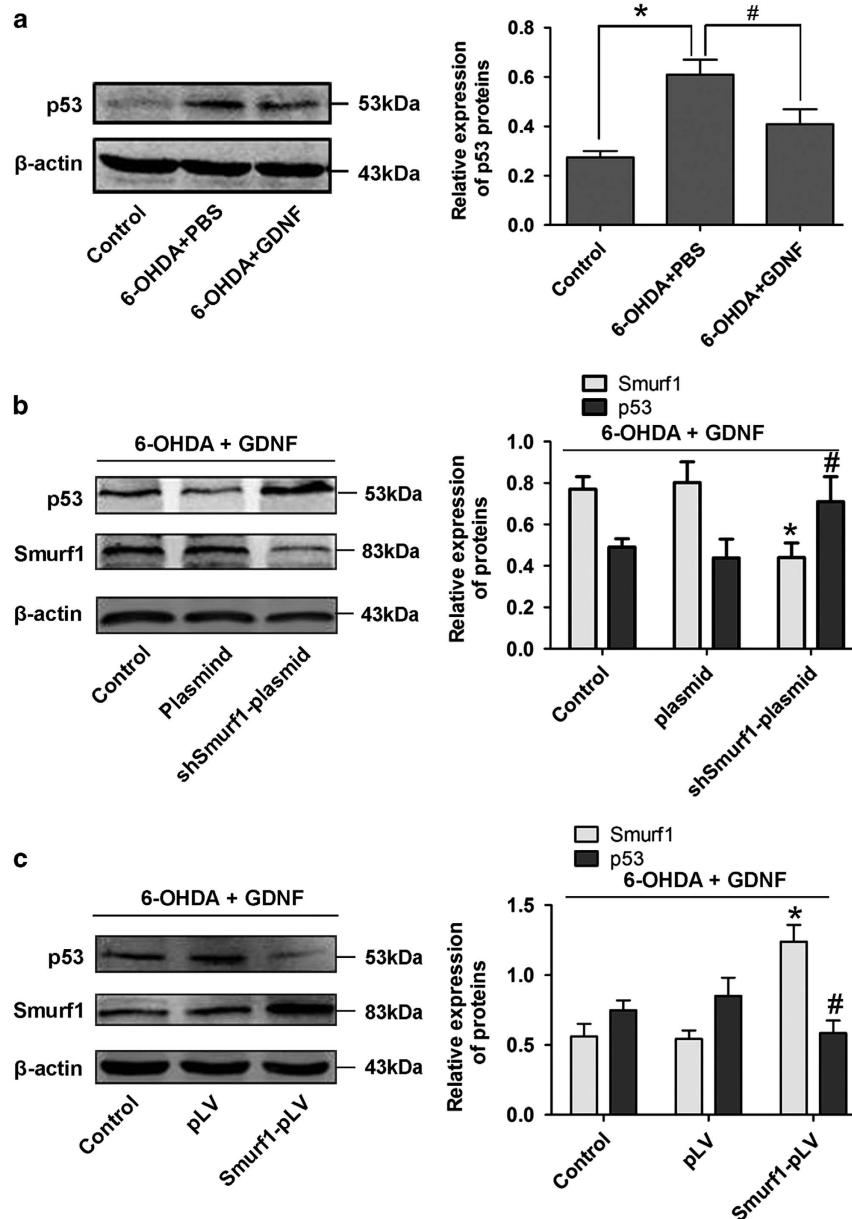 a
p53
53kDa
β-actin
43kDa
Control
6-OHDA+PBS
6-OHDA+GDNF
Relative expression
of p53 proteins
0.8
0.6
0.4
0.2
0.0
*
#
Control
6-OHDA+PBS
6-OHDA+GDNF
b
6-OHDA + GDNF
p53
53kDa
Smurf1
83kDa
β-actin
43kDa
Control
Plasmind
shSmurf1-plasmid
Smurf1
p53
6-OHDA + GDNF
Relative expression
of proteins
1.0
0.8
0.6
0.4
0.2
0.0
*
#
Control
plasmid
shSmurf1-plasmid
c
6-OHDA + GDNF
p53
53kDa
Smurf1
83kDa
β-actin
43kDa
Control
pLV
Smurf1-pLV
Smurf1
p53
6-OHDA + GDNF
Relative expression
of proteins
1.5
1.0
0.5
0.0
*
#
Control
pLV
Smurf1-pLV